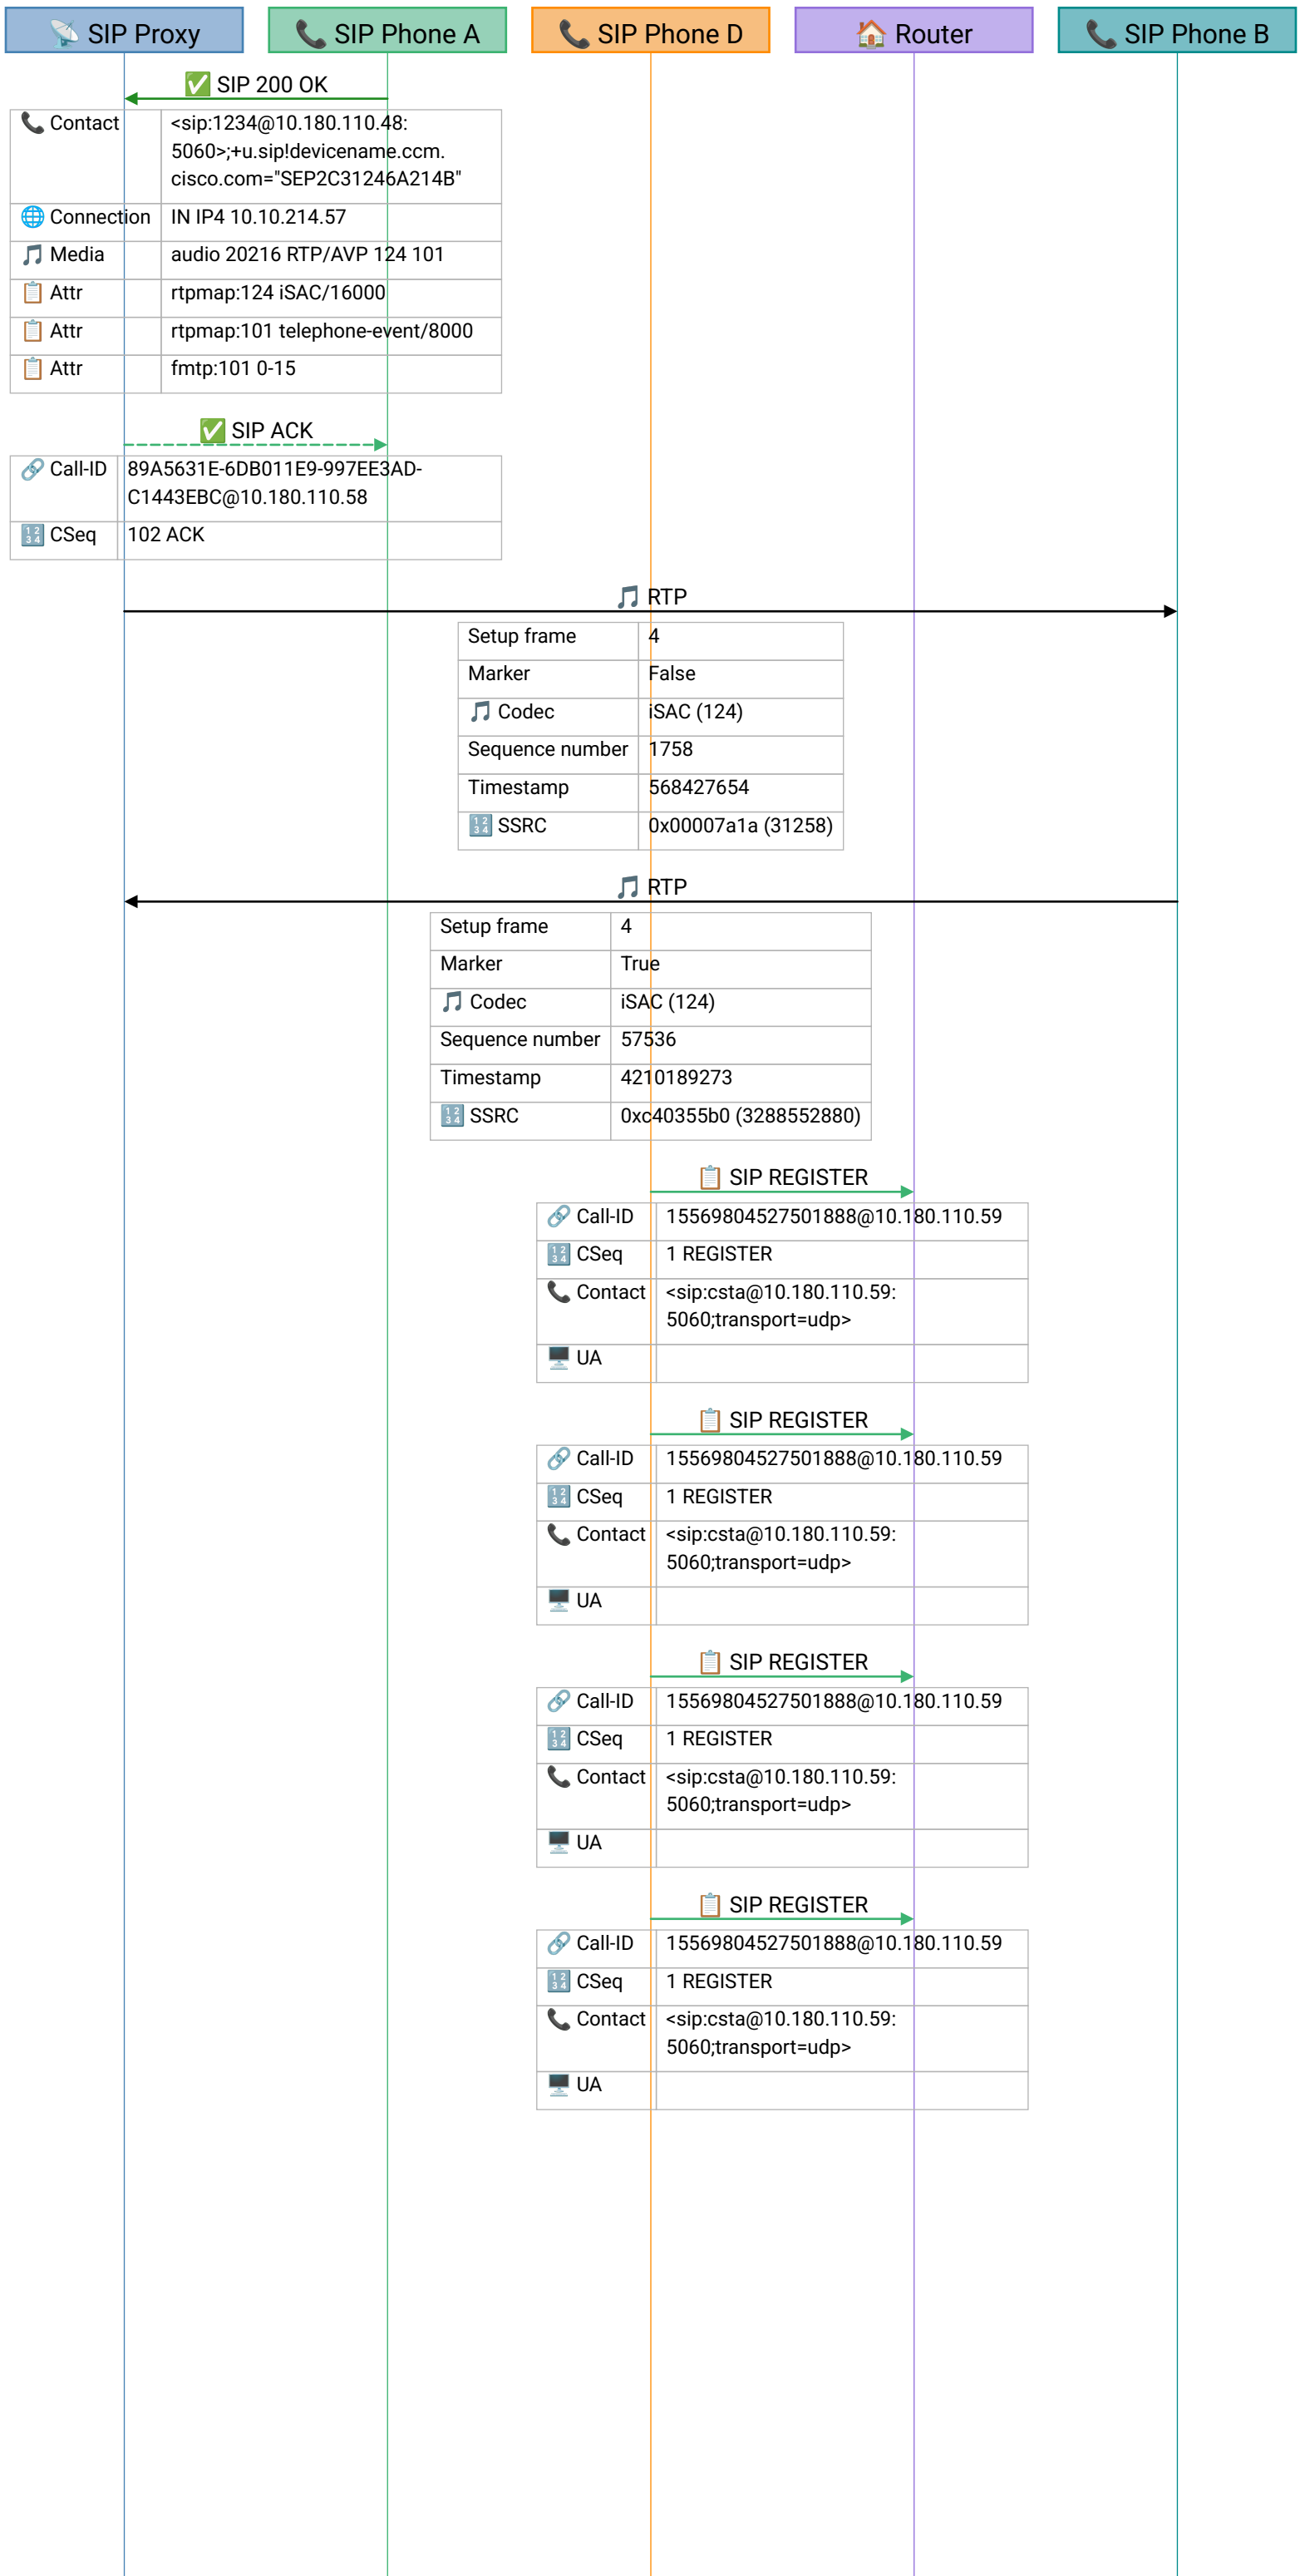 📡 SIP Proxy
📞 SIP Phone A
📞 SIP Phone D
🏠 Router
📞 SIP Phone B
✅ SIP 200 OK
📞 Contact <sip:1234@10.180.110.48:
5060>;+u.sip!devicename.ccm.
cisco.com="SEP2C31246A214B"
🌐 Connection IN IP4 10.10.214.57
🎵 Media audio 20216 RTP/AVP 124 101
📋 Attr rtpmap:124 iSAC/16000
📋 Attr rtpmap:101 telephone-event/8000
📋 Attr fmtp:101 0-15
✅ SIP ACK
🔗 Call-ID 89A5631E-6DB011E9-997EE3AD-
C1443EBC@10.180.110.58
🔢 CSeq 102 ACK
🎵 RTP
Setup frame 4
Marker False
🎵 Codec iSAC (124)
Sequence number 1758
Timestamp 568427654
🔢 SSRC 0x00007a1a (31258)
🎵 RTP
Setup frame 4
Marker True
🎵 Codec iSAC (124)
Sequence number 57536
Timestamp 4210189273
🔢 SSRC 0xc40355b0 (3288552880)
📋 SIP REGISTER
🔗 Call-ID 15569804527501888@10.180.110.59
🔢 CSeq 1 REGISTER
📞 Contact <sip:csta@10.180.110.59:
5060;transport=udp>
🖥️ UA
📋 SIP REGISTER
🔗 Call-ID 15569804527501888@10.180.110.59
🔢 CSeq 1 REGISTER
📞 Contact <sip:csta@10.180.110.59:
5060;transport=udp>
🖥️ UA
📋 SIP REGISTER
🔗 Call-ID 15569804527501888@10.180.110.59
🔢 CSeq 1 REGISTER
📞 Contact <sip:csta@10.180.110.59:
5060;transport=udp>
🖥️ UA
📋 SIP REGISTER
🔗 Call-ID 15569804527501888@10.180.110.59
🔢 CSeq 1 REGISTER
📞 Contact <sip:csta@10.180.110.59:
5060;transport=udp>
🖥️ UA